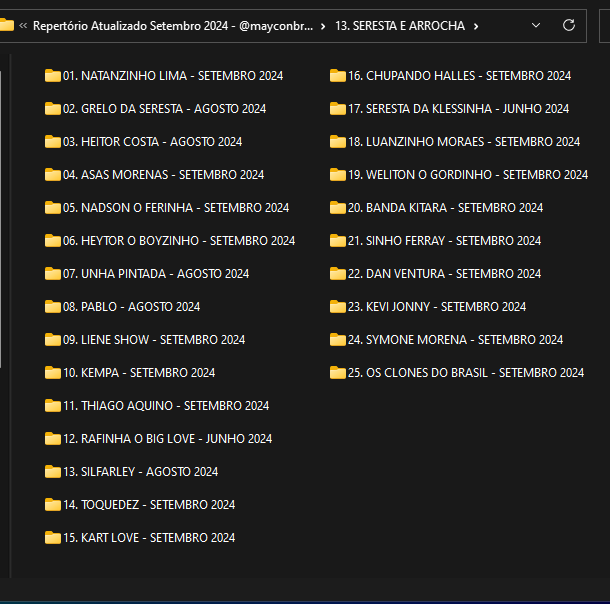 « Repertório Atualizado Setembro 2024 - @mayconbr... › 13. SERESTA E ARROCHA ›
01. NATANZINHO LIMA - SETEMBRO 2024
02. GRELO DA SERESTA - AGOSTO 2024
03. HEITOR COSTA - AGOSTO 2024
04. ASAS MORENAS - SETEMBRO 2024
05. NADSON O FERINHA - SETEMBRO 2024
06. HEYTOR O BOYZINHO - SETEMBRO 2024
07. UNHA PINTADA - AGOSTO 2024
08. PABLO - AGOSTO 2024
09. LIENE SHOW - SETEMBRO 2024
10. KEMPA - SETEMBRO 2024
11. THIAGO AQUINO - SETEMBRO 2024
12. RAFINHA O BIG LOVE - JUNHO 2024
13. SILFARLEY - AGOSTO 2024
14. TOQUEDEZ - SETEMBRO 2024
15. KART LOVE - SETEMBRO 2024
16. CHUPANDO HALLES - SETEMBRO 2024
17. SERESTA DA KLESSINHA - JUNHO 2024
18. LUANZINHO MORAES - SETEMBRO 2024
19. WELITON O GORDINHO - SETEMBRO 2024
20. BANDA KITARA - SETEMBRO 2024
21. SINHO FERRAY - SETEMBRO 2024
22. DAN VENTURA - SETEMBRO 2024
23. KEVI JONNY - SETEMBRO 2024
24. SYMONE MORENA - SETEMBRO 2024
25. OS CLONES DO BRASIL - SETEMBRO 2024